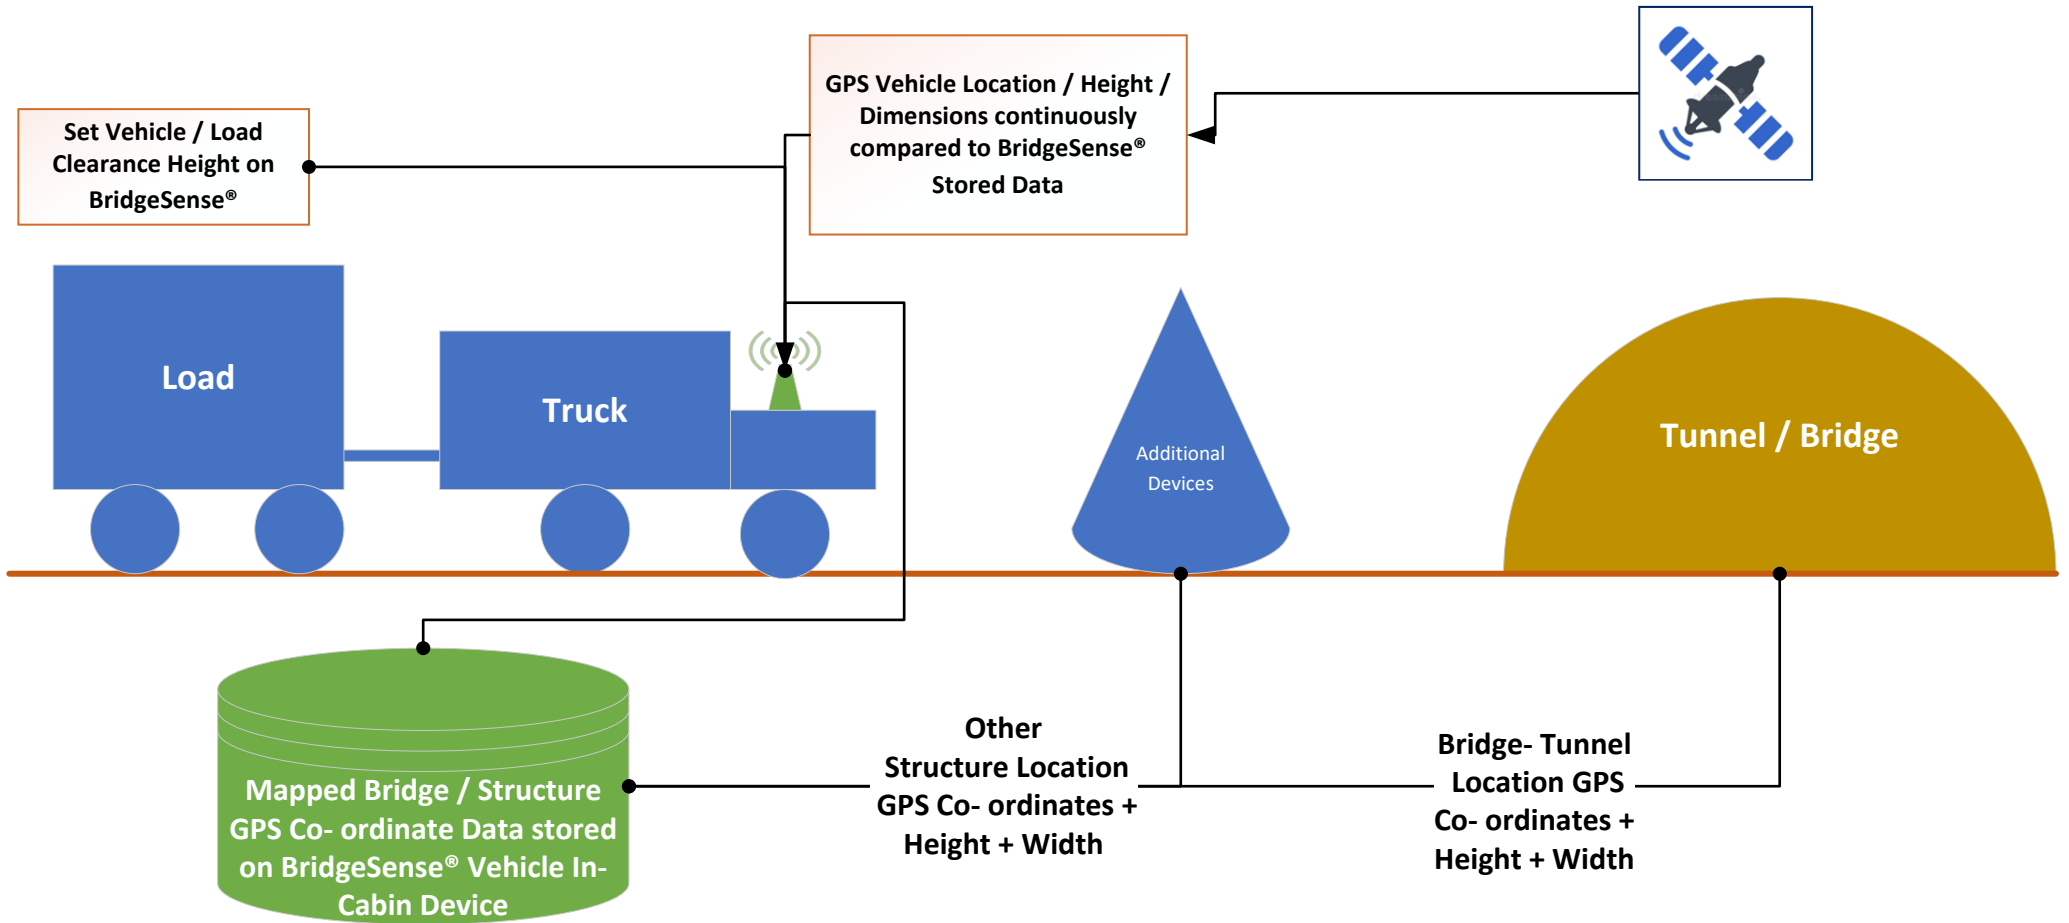 Set Vehicle / Load
Clearance Height on
BridgeSense®
GPS Vehicle Location / Height /
Dimensions continuously
compared to BridgeSense®
Stored Data
Load
Truck
Additional
Devices
Tunnel / Bridge
Mapped Bridge / Structure
GPS Co- ordinate Data stored
on BridgeSense® Vehicle In-
Cabin Device
Other
Structure Location
GPS Co- ordinates +
Height + Width
Bridge- Tunnel
Location GPS
Co- ordinates +
Height + Width